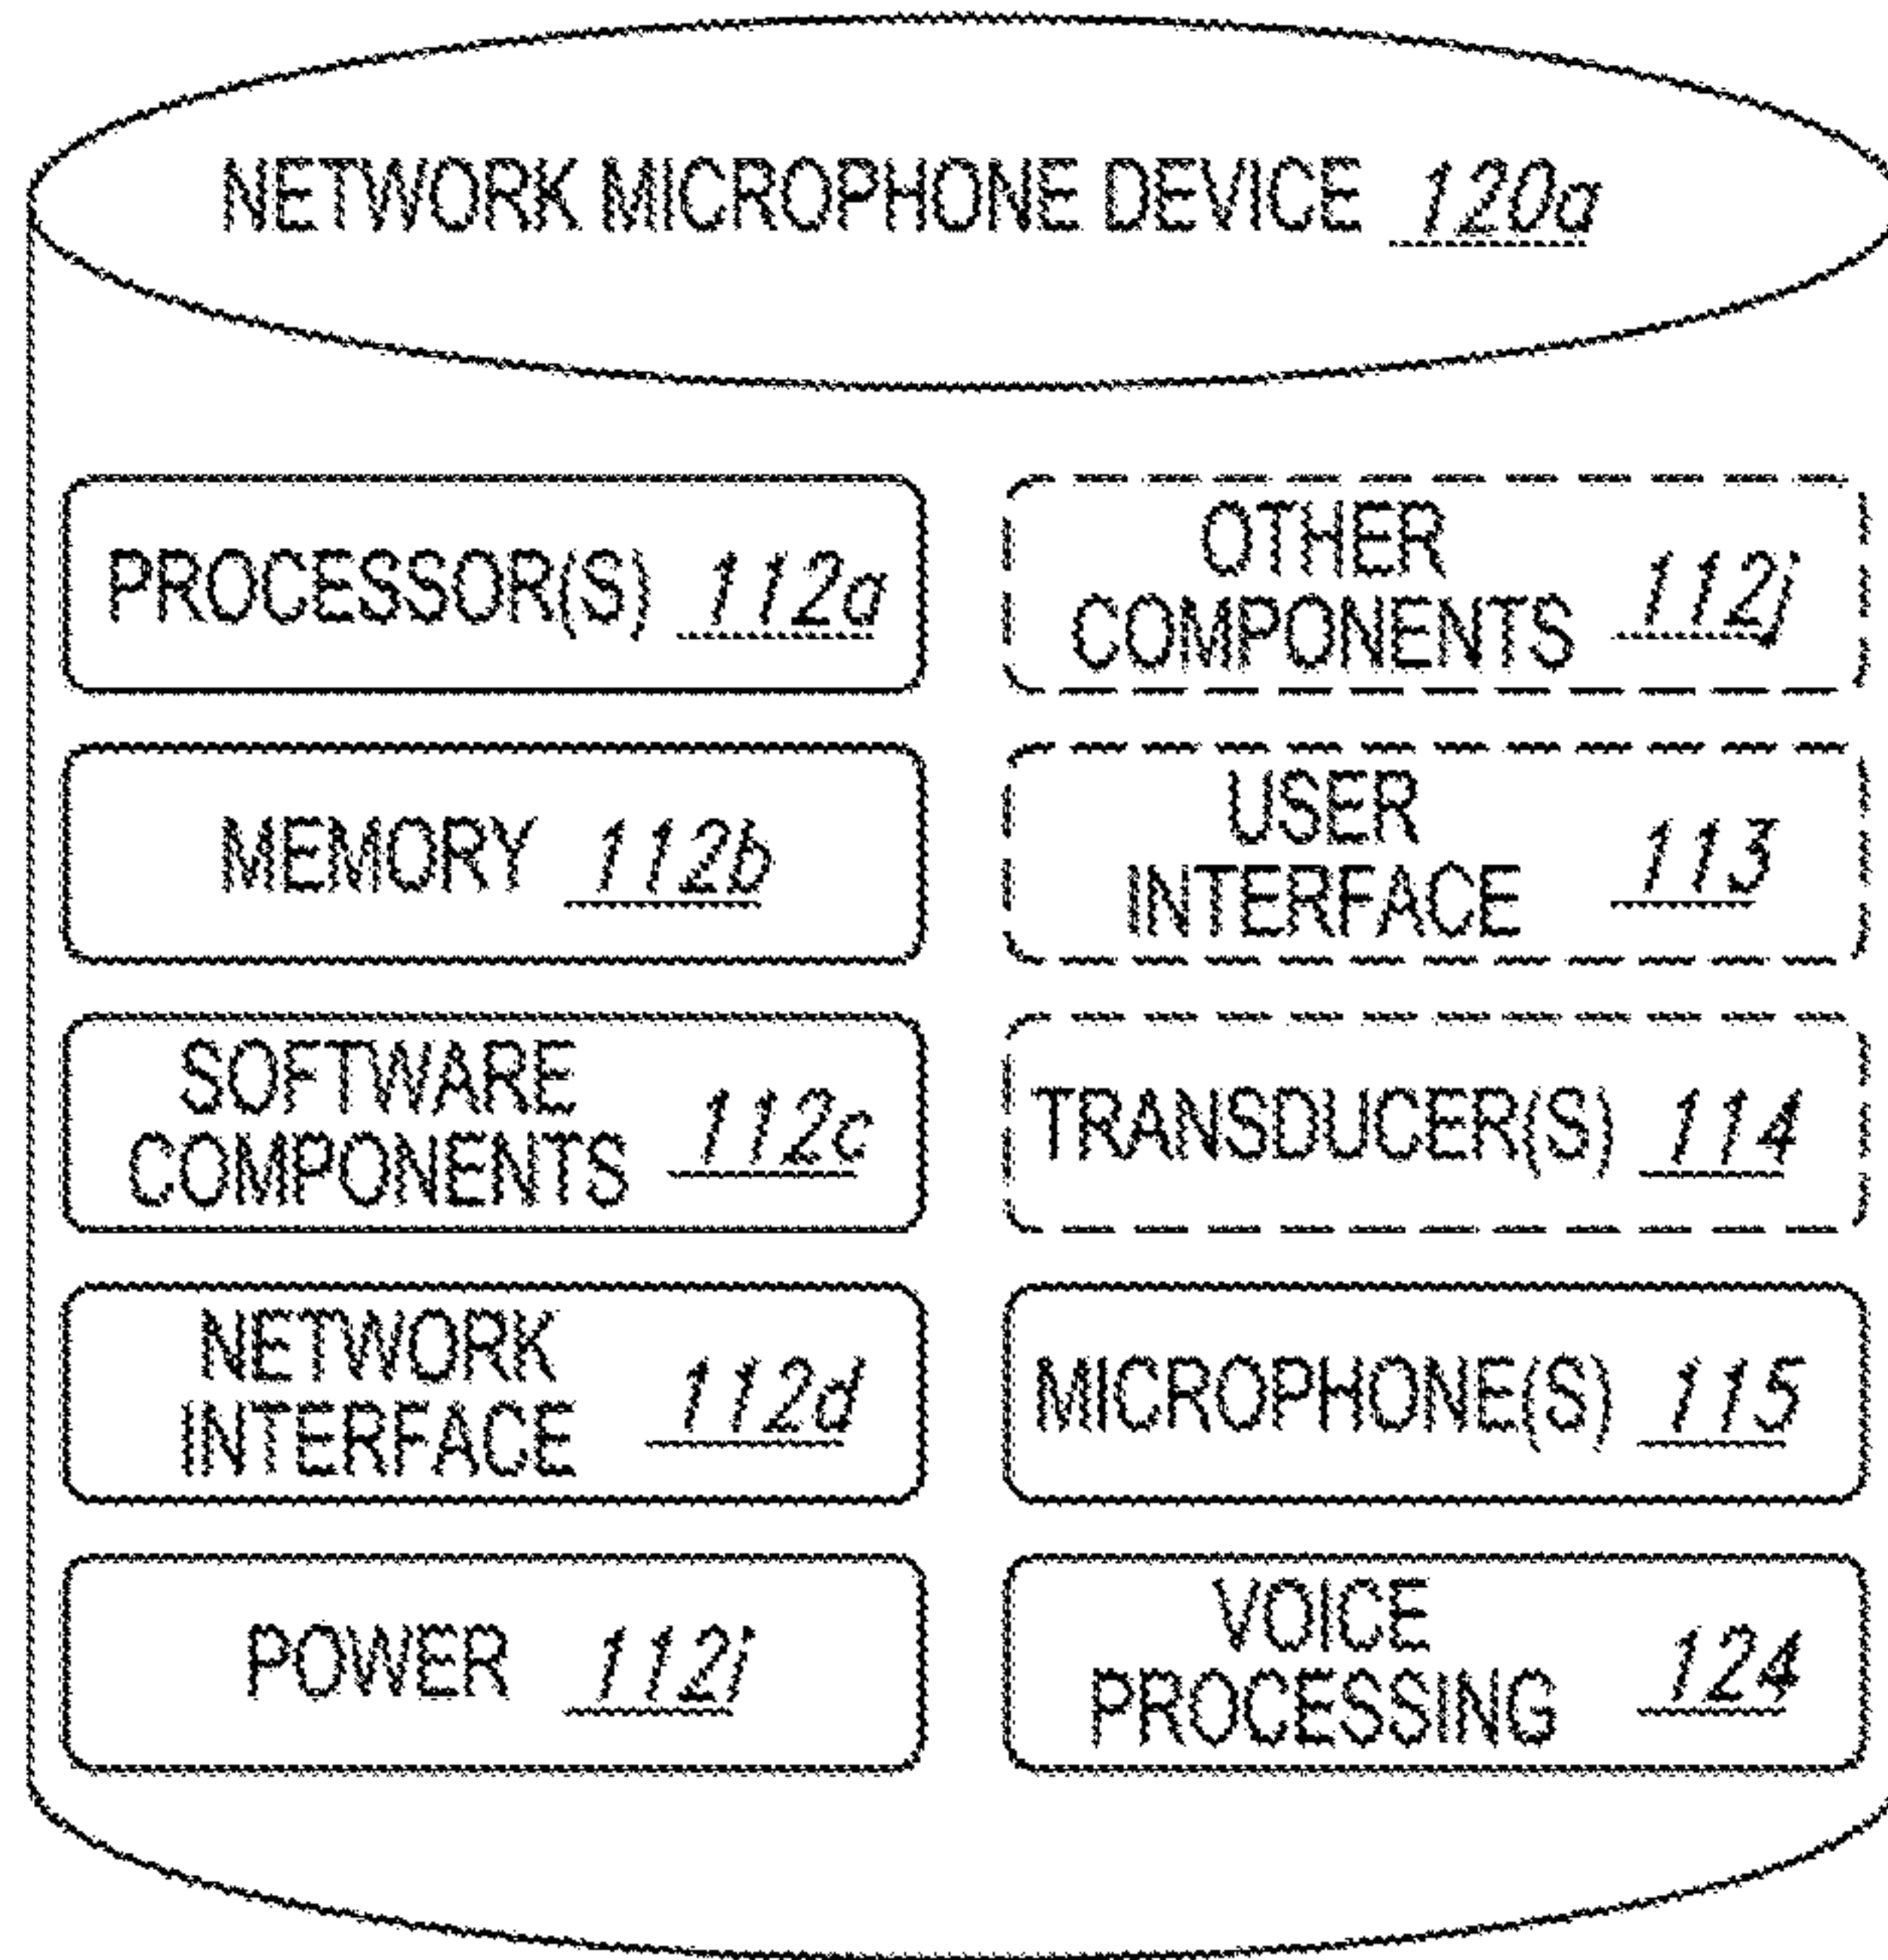 NETWORK MICROPHONE DEVICE 120a
PROCESSOR(S) 112a
MEMORY 112b
SOFTWARE
COMPONENTS 112c
NETWORK
INTERFACE 112d
POWER 112i
OTHER
COMPONENTS 112j
USER
INTERFACE 113
TRANSDUCER(S) 114
MICROPHONE(S) 115
VOICE
PROCESSING 124